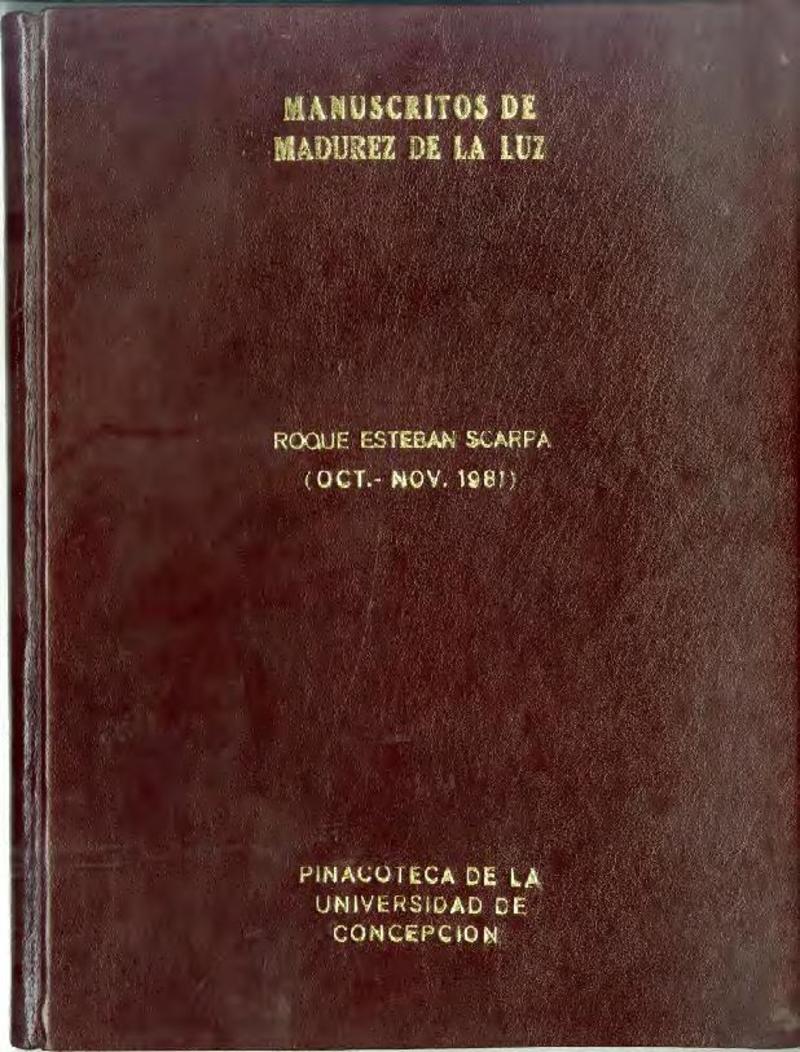 MANUSCRITOS DE
MADUREZ DE LA LUZ
ROQUE ESTEBAN SCARPA
(OCT.- NOV. 1981)
PINACOTECA DE LA
UNIVERSIDAD DE
CONCEPCION